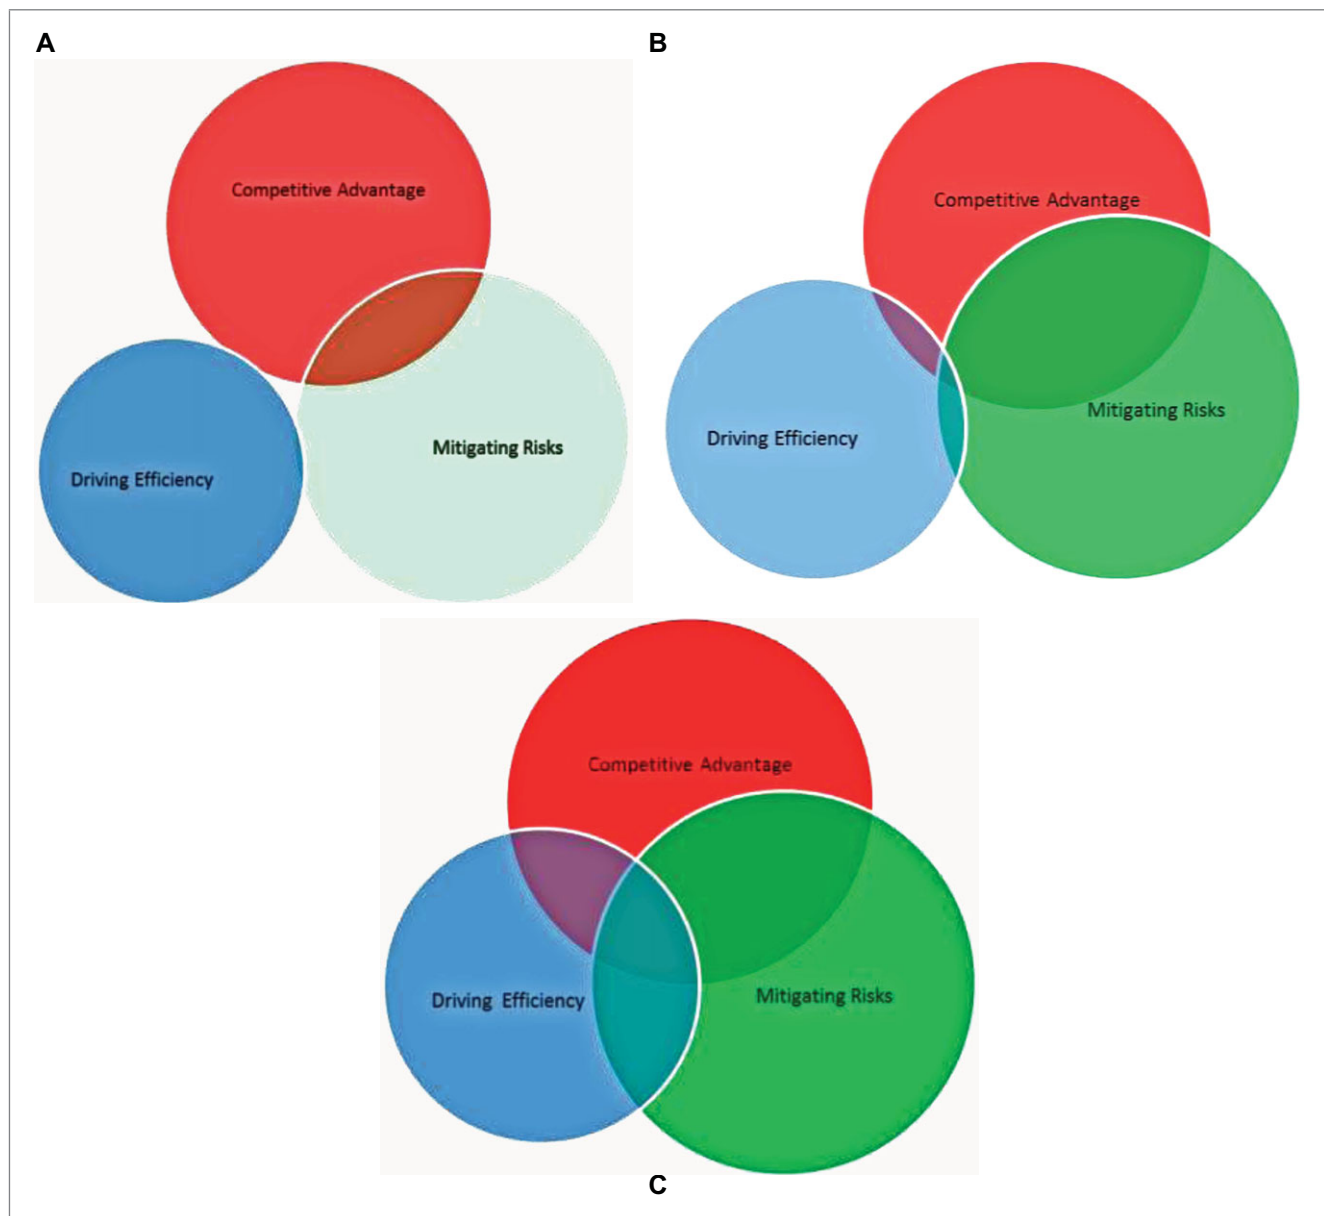 A
Competitive Advantage
Mitigating Risks
Driving Efficiency
B
Competitive Advantage
Mitigating Risks
Driving Efficiency
Competitive Advantage
Driving Efficiency
Mitigating Risks
C